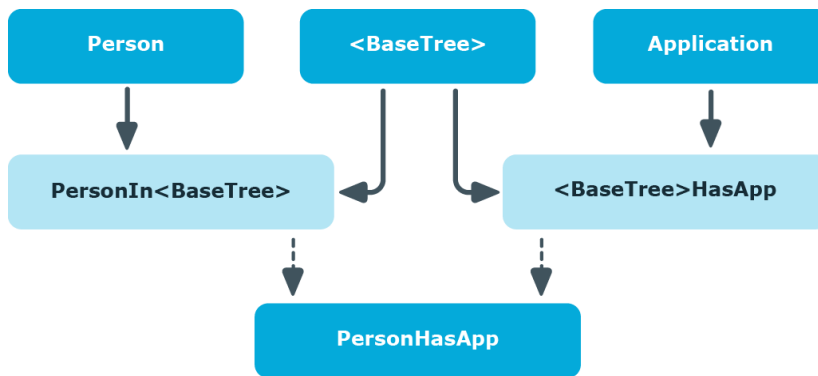 Person
<BaseTree>
Application
PersonIn<BaseTree>
<BaseTree>HasApp
PersonHasApp